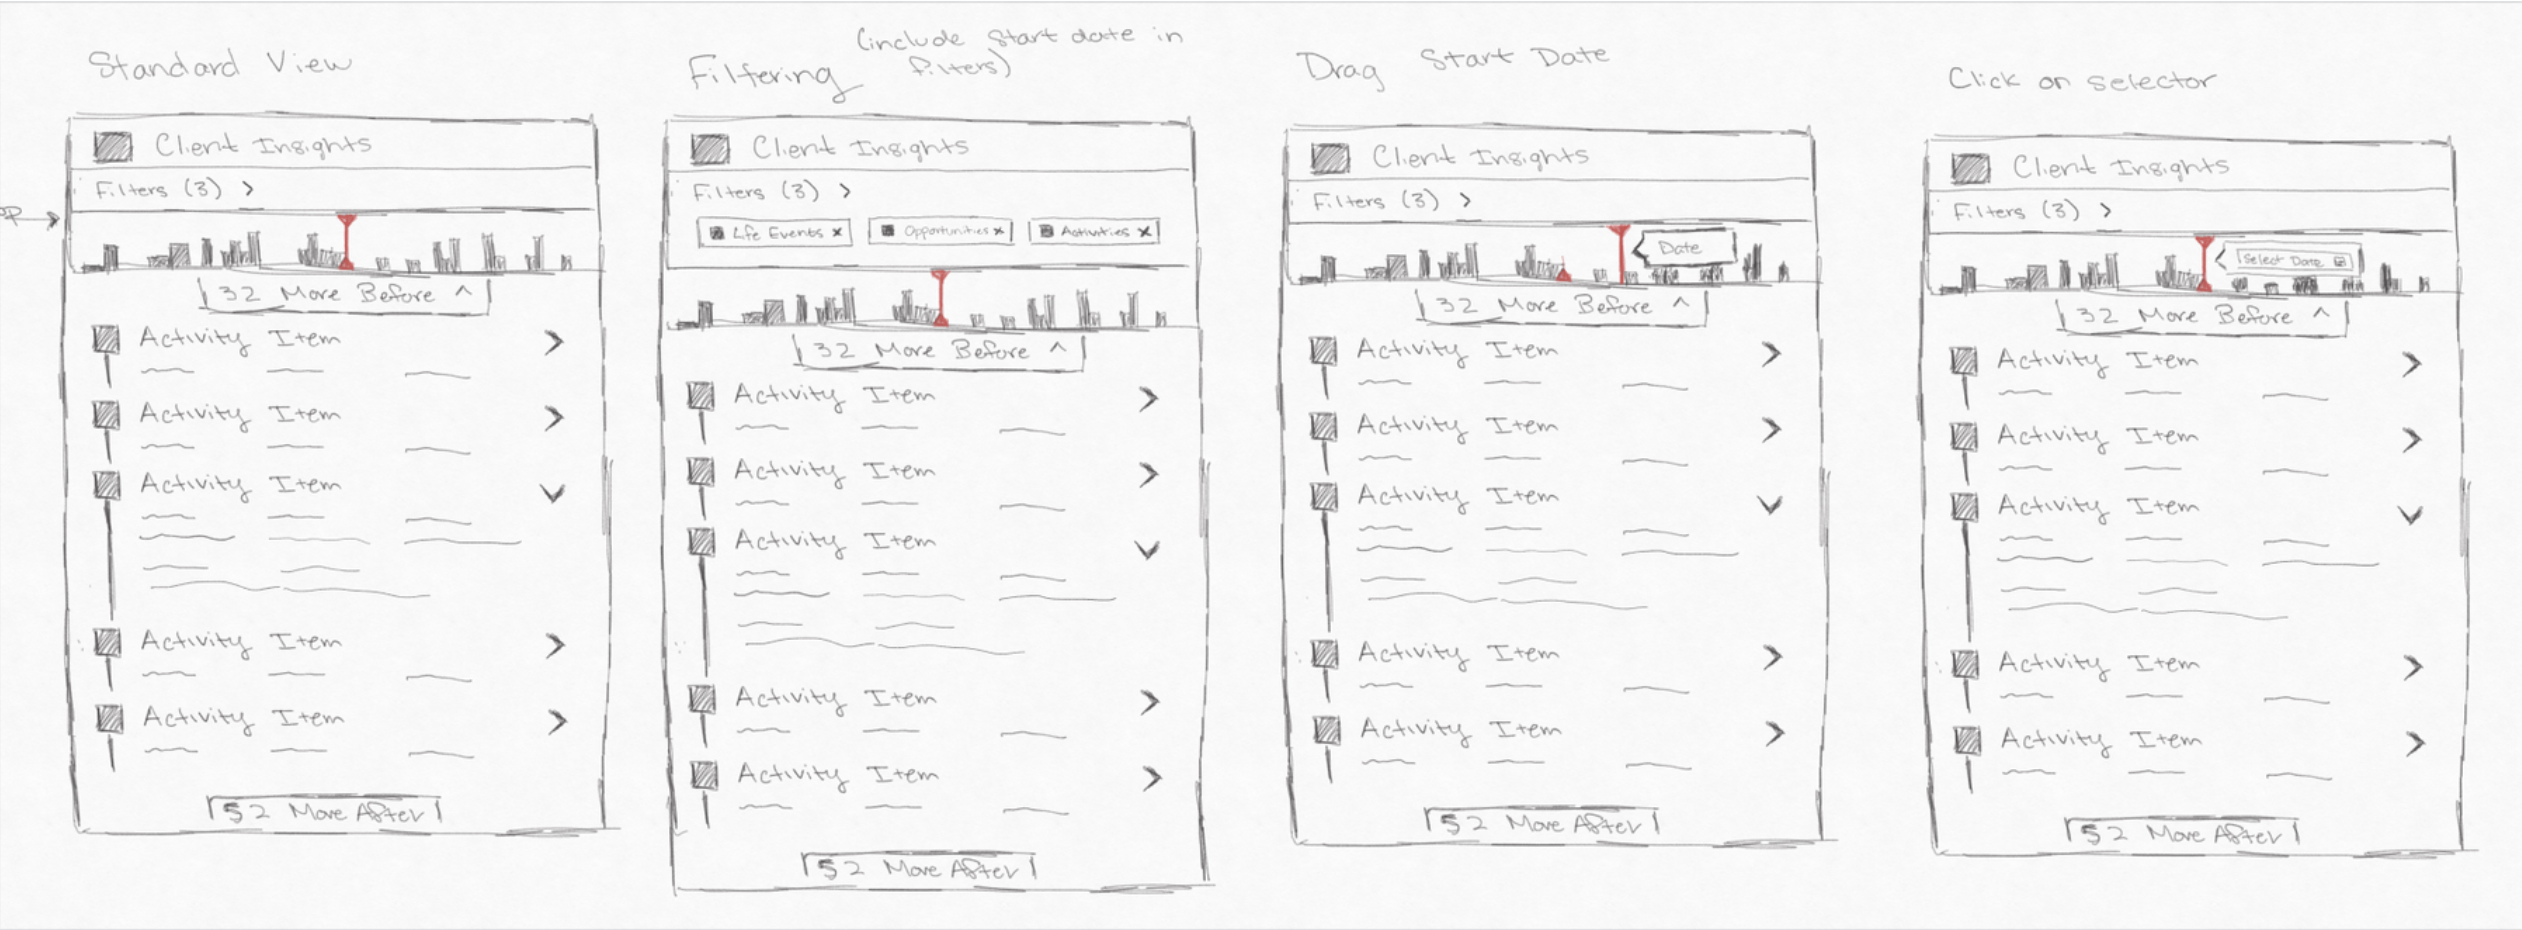 Standard View
Client Insights
Filters (3) >
32 More Before ^
Activity Item >
Activity Item >
Activity Item
Activity Item >
Activity Item >
52 More After
Filtering (include start date in
filters)
Client Insights
Filters (3) >
Life Events x Opportunities x Activities x
32 More Before ^
Activity Item >
Activity Item >
Activity Item
Activity Item >
Activity Item >
52 More After
Drag Start Date
Client Insights
Filters (3) >
Date
32 More Before ^
Activity Item >
Activity Item >
Activity Item
Activity Item >
Activity Item >
52 More After
Click on selector
Client Insights
Filters (3) >
Select Date
32 More Before ^
Activity Item >
Activity Item >
Activity Item
Activity Item >
Activity Item >
52 More After